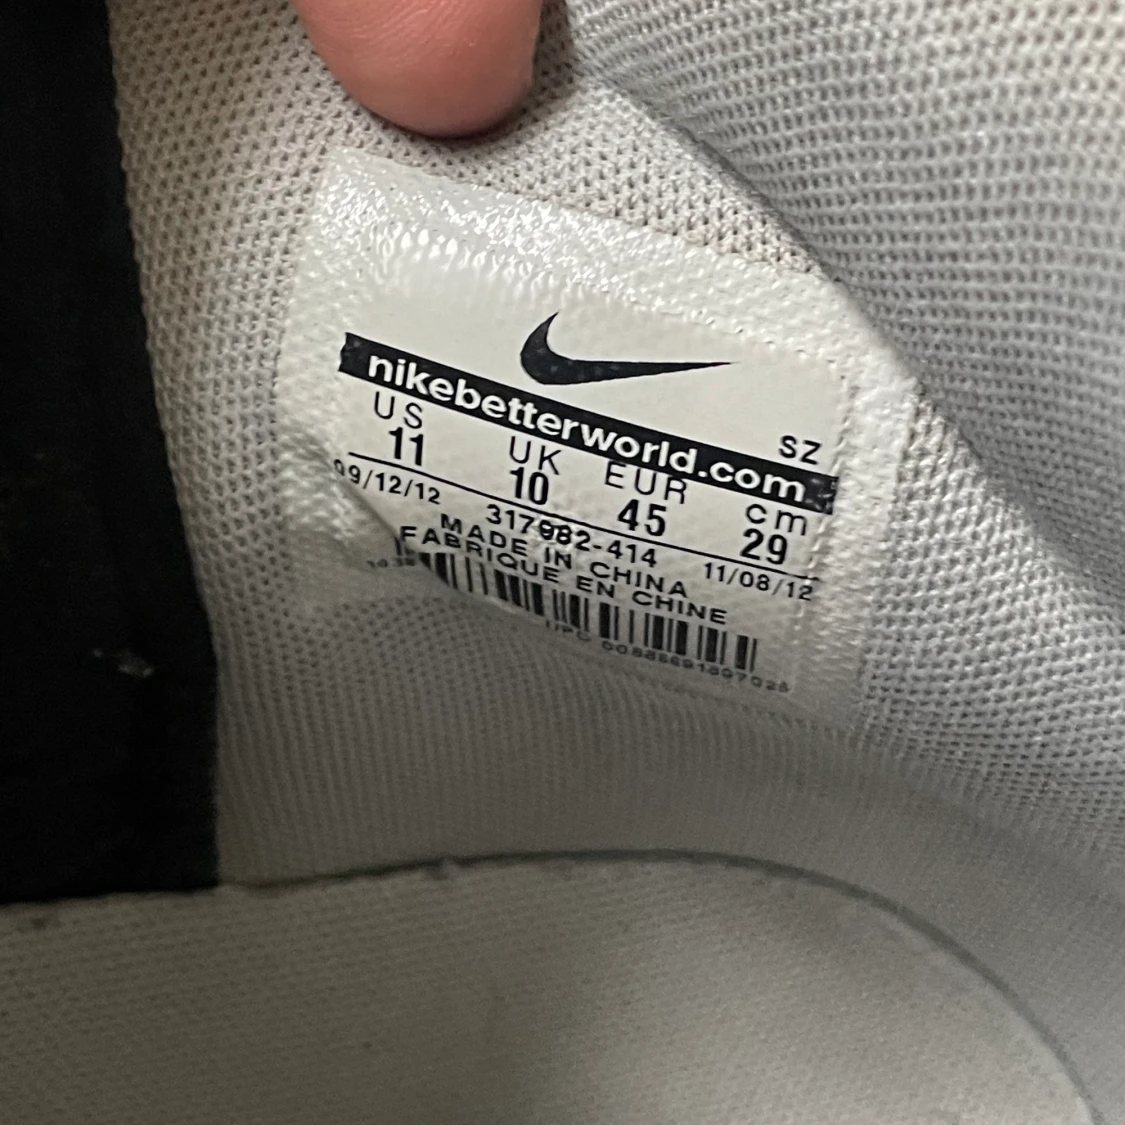 nikebetterworld.com
SZ
US UK EUR cm
11 10 45 29
09/12/12 317982-414 11/08/12
MADE IN CHINA
FABRIQUE EN CHINE
UPC